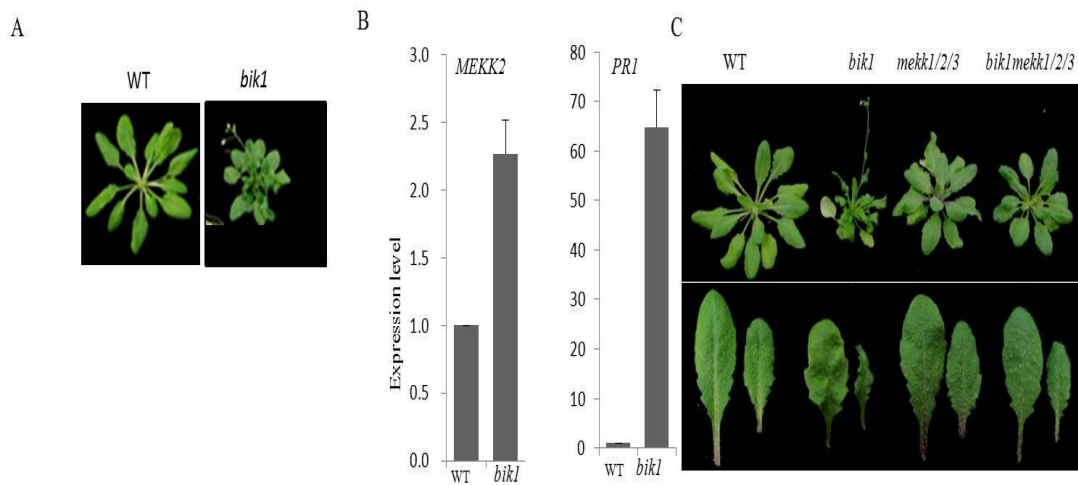 A
WT
bik1
B
Expression level
3.0
2.5
2.0
1.5
1.0
0.5
0.0
MEKK2
WT
bik1
80
70
60
50
40
30
20
10
0
PR1
WT
bik1
C
WT
bik1
mekk1/2/3
bik1mekk1/2/3